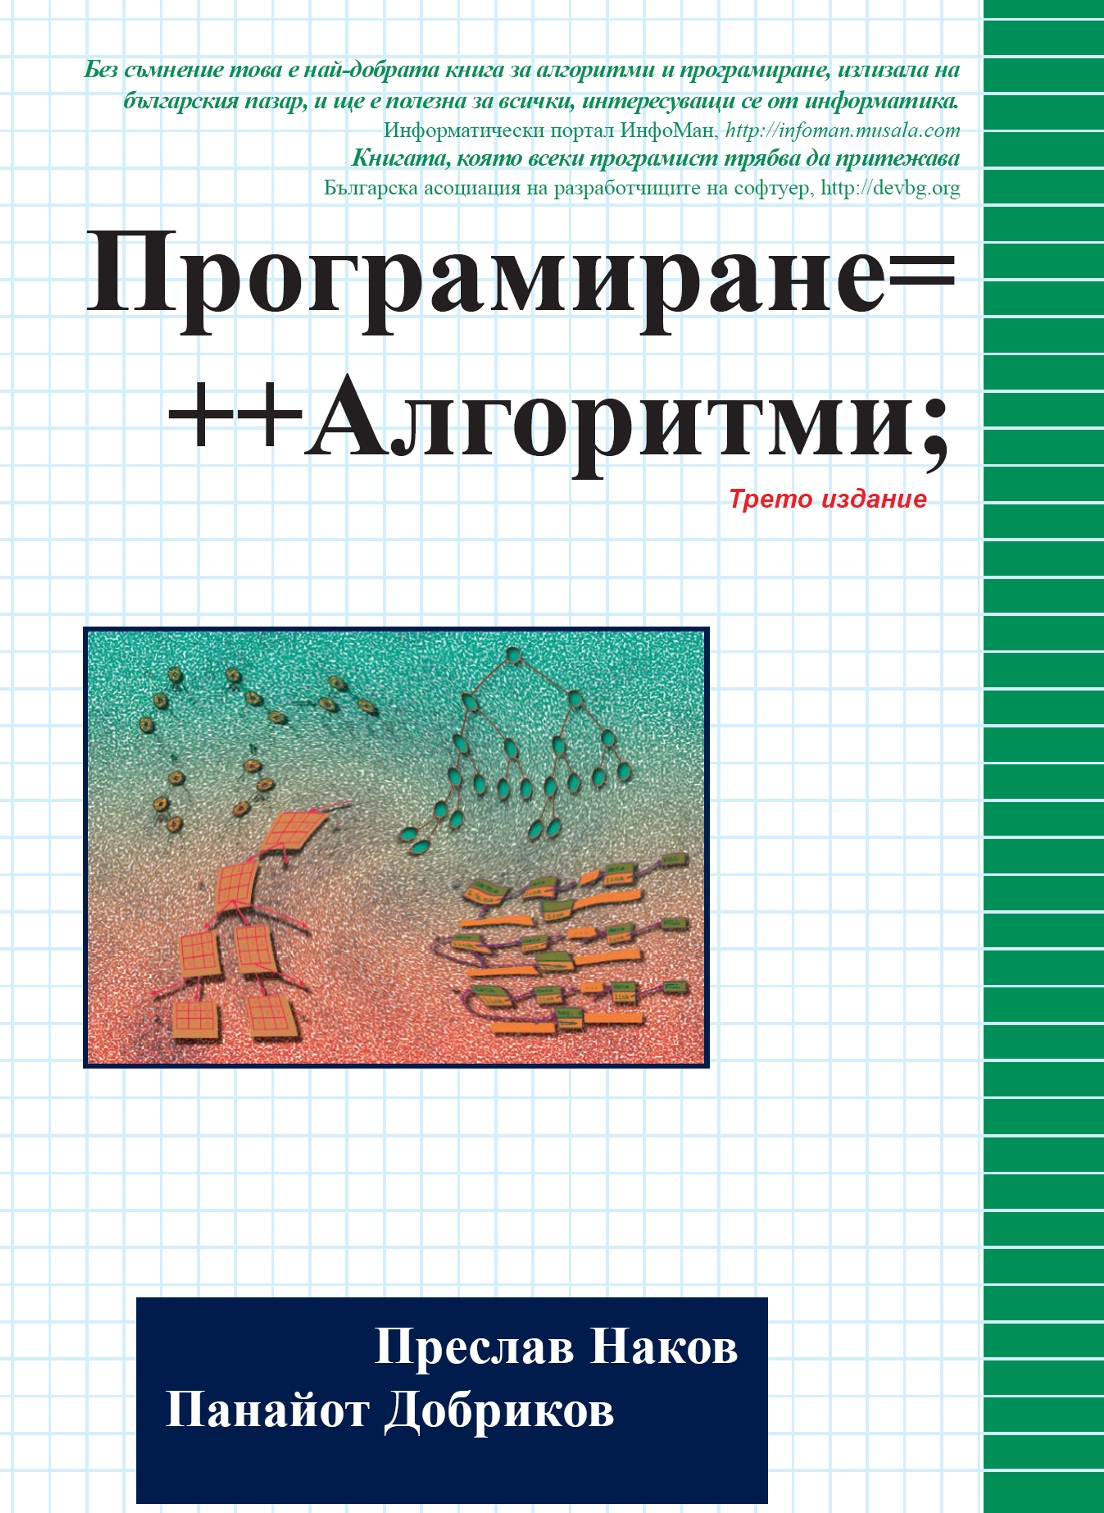 Без съмнение това е най-добрата книга за алгоритми и програмиране, излизала на
българския пазар, и ще е полезна за всички, интересуващи се от информатика.
Информатически портал ИнфоМан, http://infoman.musala.com
Книгата, която всеки програмист трябва да притежава
Българска асоциация на разработчиците на софтуер, http://devbg.org
Програмиране=
++Алгоритми;
Трето издание
Преслав Наков
Панайот Добриков